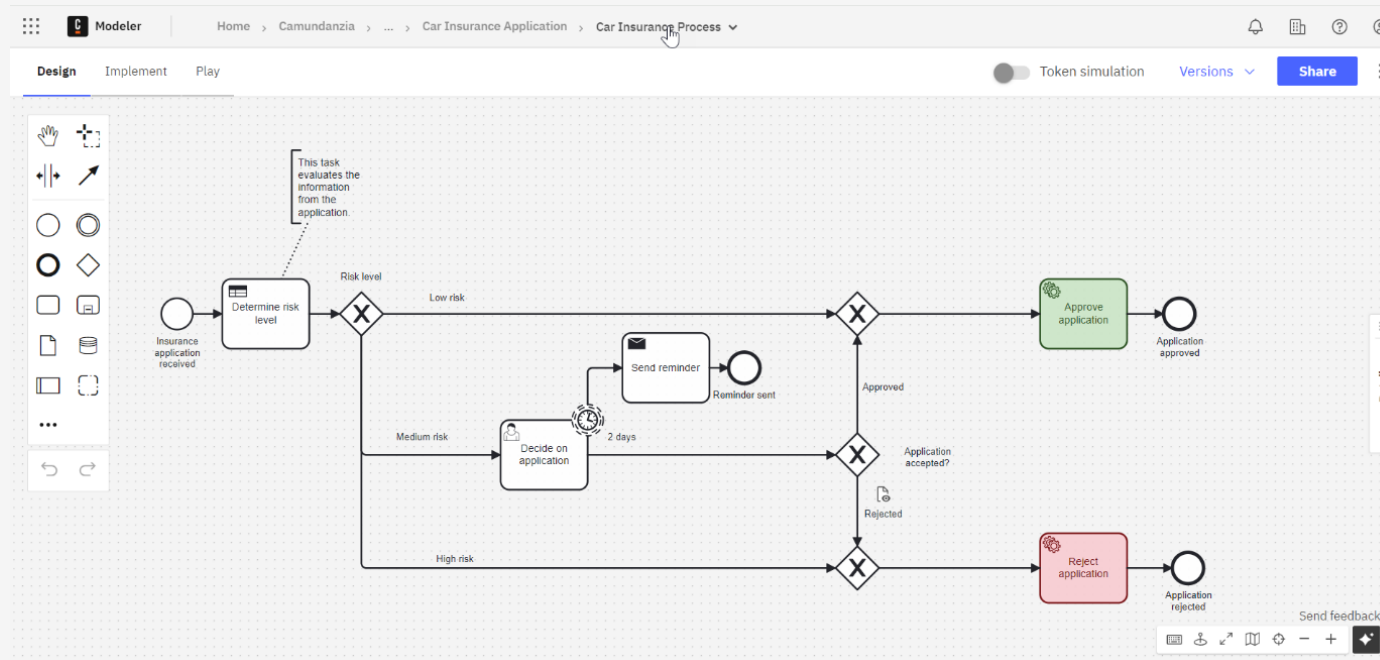 Modeler
Home
Camundanzia
...
Car Insurance Application
Car Insurance Process
Design
Implement
Play
Token simulation
Versions
Share
This task
evaluates the
information
from the
application.
Risk level
Low risk
Determine risk
level
Insurance
application
received
Approve
application
Application
approved
Send reminder
Reminder sent
Approved
Medium risk
2 days
Decide on
application
Application
accepted?
Rejected
High risk
Reject
application
Application
rejected
Send feedback